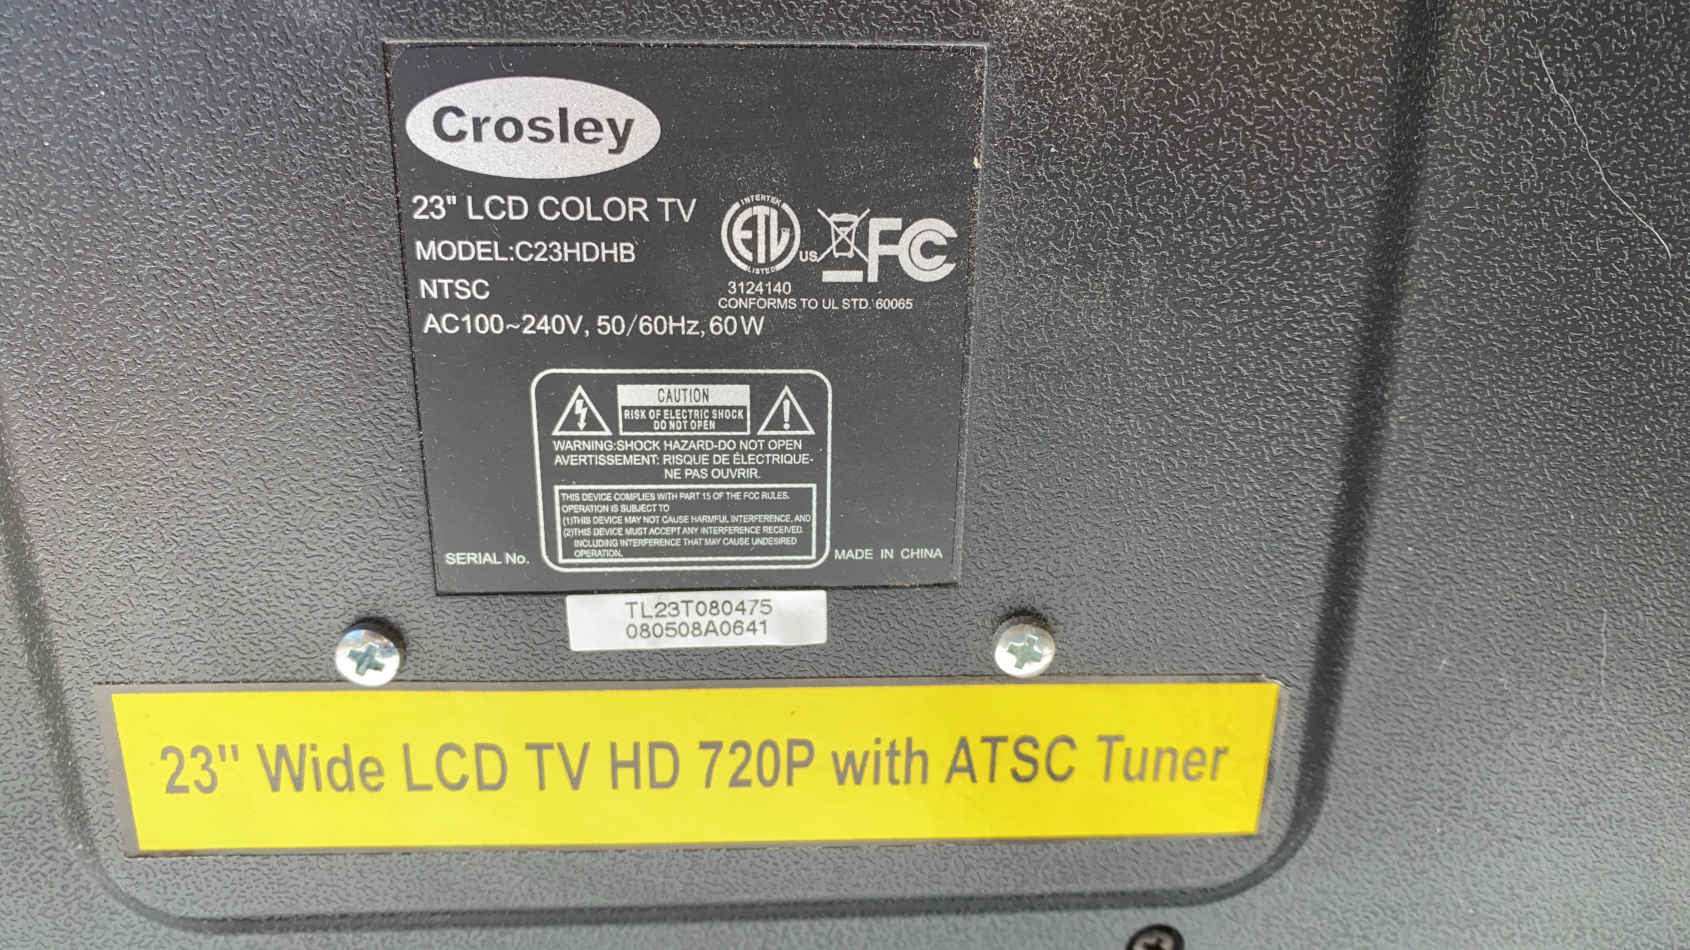 Crosley
23" LCD COLOR TV
MODEL:C23HDHB
NTSC
AC100~240V, 50/60Hz, 60W
INTERTEK
ETL
LISTED
US
FC
3124140
CONFORMS TO UL STD. 60065
CAUTION
RISK OF ELECTRIC SHOCK
DO NOT OPEN
WARNING:SHOCK HAZARD-DO NOT OPEN
AVERTISSEMENT: RISQUE DE ÉLECTRIQUE-
NE PAS OUVRIR.
THIS DEVICE COMPLIES WITH PART 15 OF THE FCC RULES.
OPERATION IS SUBJECT TO
(1)THIS DEVICE MAY NOT CAUSE HARMFUL INTERFERENCE, AND
(2)THIS DEVICE MUST ACCEPT ANY INTERFERENCE RECEIVED,
INCLUDING INTERFERENCE THAT MAY CAUSE UNDESIRED
OPERATION.
SERIAL No.
MADE IN CHINA
TL23T080475
080508A0641
23" Wide LCD TV HD 720P with ATSC Tuner